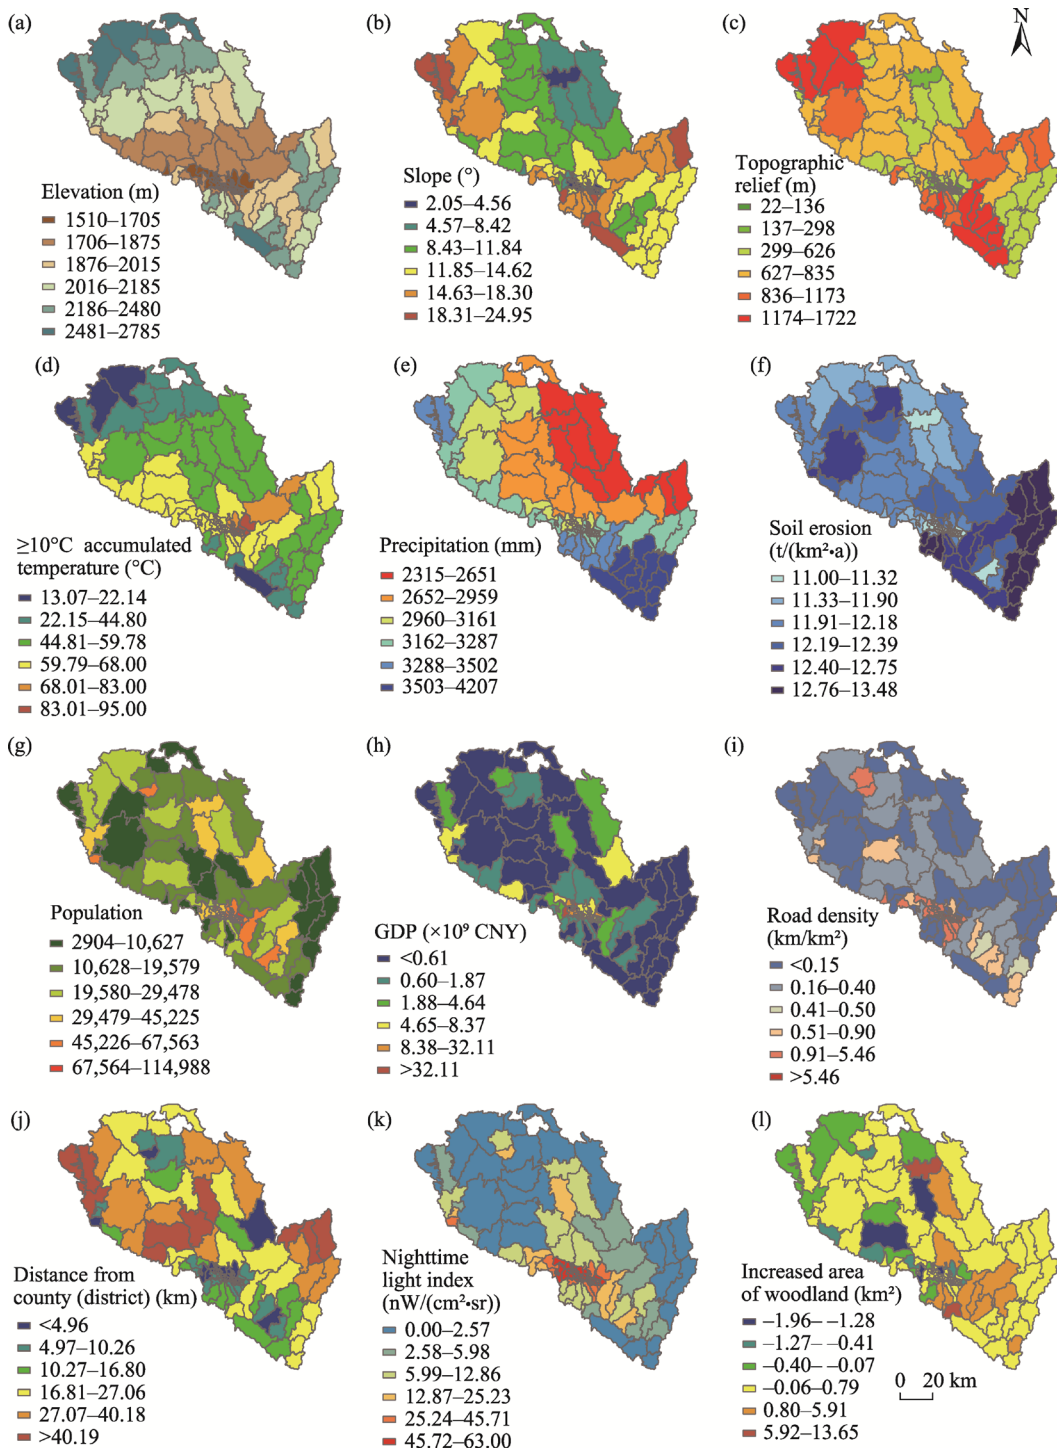 (a)
Elevation (m)
1510–1705
1706–1875
1876–2015
2016–2185
2186–2480
2481–2785
(b)
Slope (°)
2.05–4.56
4.57–8.42
8.43–11.84
11.85–14.62
14.63–18.30
18.31–24.95
(c)
N
Topographic
relief (m)
22–136
137–298
299–626
627–835
836–1173
1174–1722
(d)
≥10°C accumulated
temperature (°C)
13.07–22.14
22.15–44.80
44.81–59.78
59.79–68.00
68.01–83.00
83.01–95.00
(e)
Precipitation (mm)
2315–2651
2652–2959
2960–3161
3162–3287
3288–3502
3503–4207
(f)
Soil erosion
(t/(km²•a))
11.00–11.32
11.33–11.90
11.91–12.18
12.19–12.39
12.40–12.75
12.76–13.48
(g)
Population
2904–10,627
10,628–19,579
19,580–29,478
29,479–45,225
45,226–67,563
67,564–114,988
(h)
GDP (×10⁹ CNY)
<0.61
0.60–1.87
1.88–4.64
4.65–8.37
8.38–32.11
>32.11
(i)
Road density
(km/km²)
<0.15
0.16–0.40
0.41–0.50
0.51–0.90
0.91–5.46
>5.46
(j)
Distance from
county (district) (km)
<4.96
4.97–10.26
10.27–16.80
16.81–27.06
27.07–40.18
>40.19
(k)
Nighttime
light index
(nW/(cm²•sr))
0.00–2.57
2.58–5.98
5.99–12.86
12.87–25.23
25.24–45.71
45.72–63.00
(l)
Increased area
of woodland (km²)
–1.96– –1.28
–1.27– –0.41
–0.40– –0.07
–0.06–0.79
0.80–5.91
5.92–13.65
0 20 km